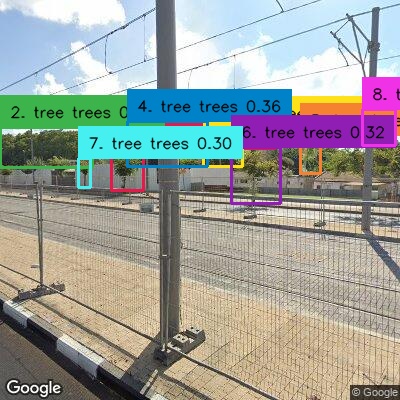 8. tree
2. tree trees 0.
4. tree trees 0.36
6. tree trees 0.32
7. tree trees 0.30
Google
© Google